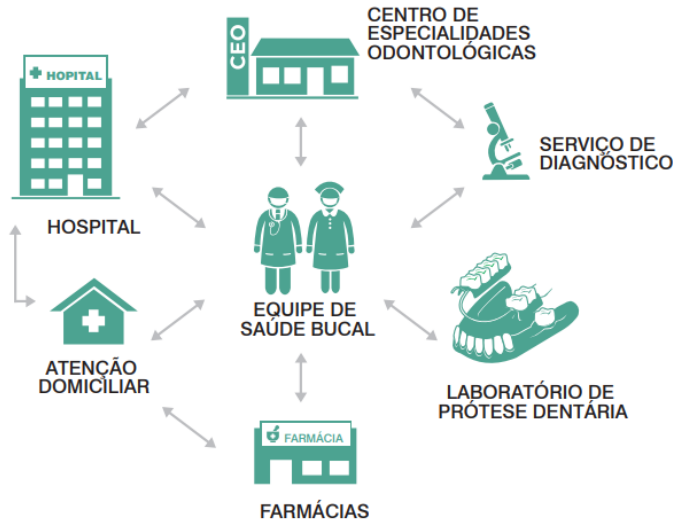 CENTRO DE
ESPECIALIDADES
ODONTOLÓGICAS
CEO
HOPITAL
SERVIÇO DE
DIAGNÓSTICO
HOSPITAL
EQUIPE DE
SAÚDE BUCAL
ATENÇÃO
DOMICILIAR
LABORATÓRIO DE
PRÓTESE DENTÁRIA
FARMÁCIA
FARMÁCIAS